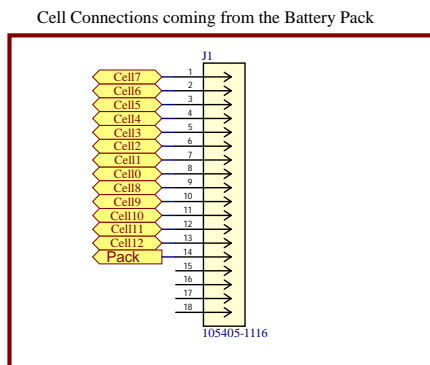 Cell Connections coming from the Battery Pack
J1
Cell7 1
Cell6 2
Cell5 3
Cell4 4
Cell3 5
Cell2 6
Cell1 7
Cell0 8
Cell8 9
Cell9 10
Cell10 11
Cell11 12
Cell12 13
Pack 14
15
16
17
18
105405-1116